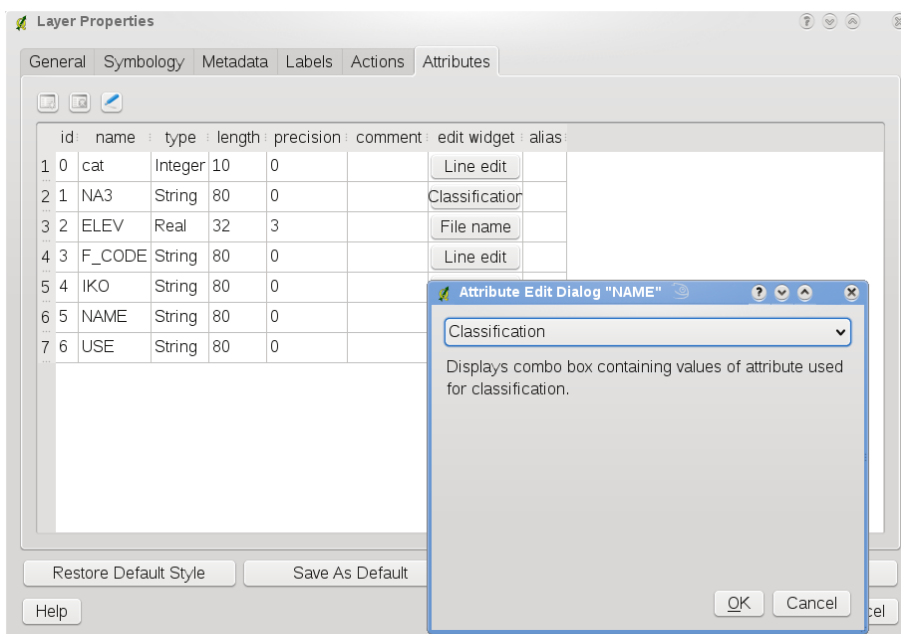 Layer Properties
General Symbology Metadata Labels Actions Attributes
id name type length precision comment edit widget alias
1 0 cat Integer 10 0 Line edit
2 1 NA3 String 80 0 Classification
3 2 ELEV Real 32 3 File name
4 3 F_CODE String 80 0 Line edit
5 4 IKO String 80 0
6 5 NAME String 80 0
7 6 USE String 80 0
Attribute Edit Dialog "NAME"
Classification
Displays combo box containing values of attribute used
for classification.
OK Cancel
Restore Default Style Save As Default
Help cel